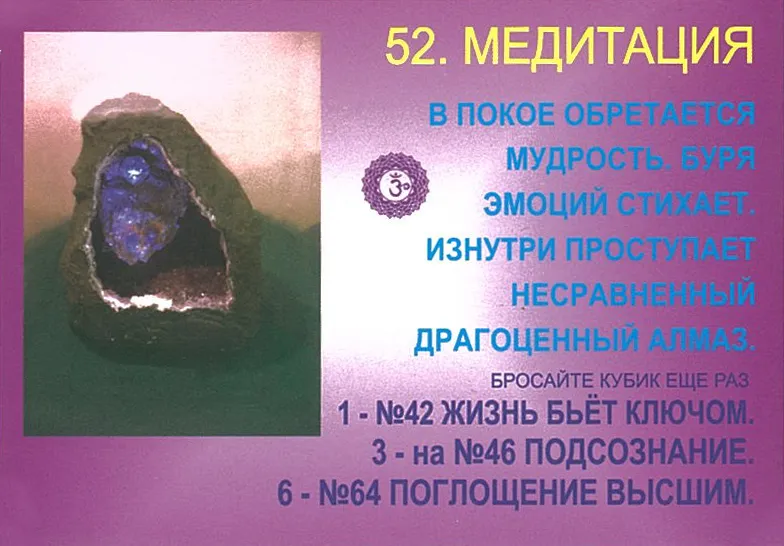 52. МЕДИТАЦИЯ
В ПОКОЕ ОБРЕТАЕТСЯ
МУДРОСТЬ. БУРЯ
ЭМОЦИЙ СТИХАЕТ.
ИЗНУТРИ ПРОСТУПАЕТ
НЕСРАВНЕННЫЙ
ДРАГОЦЕННЫЙ АЛМАЗ.
БРОСАЙТЕ КУБИК ЕЩЕ РАЗ
1 - №42 ЖИЗНЬ БЬЁТ КЛЮЧОМ.
3 - на №46 ПОДСОЗНАНИЕ.
6 - №64 ПОГЛОЩЕНИЕ ВЫСШИМ.